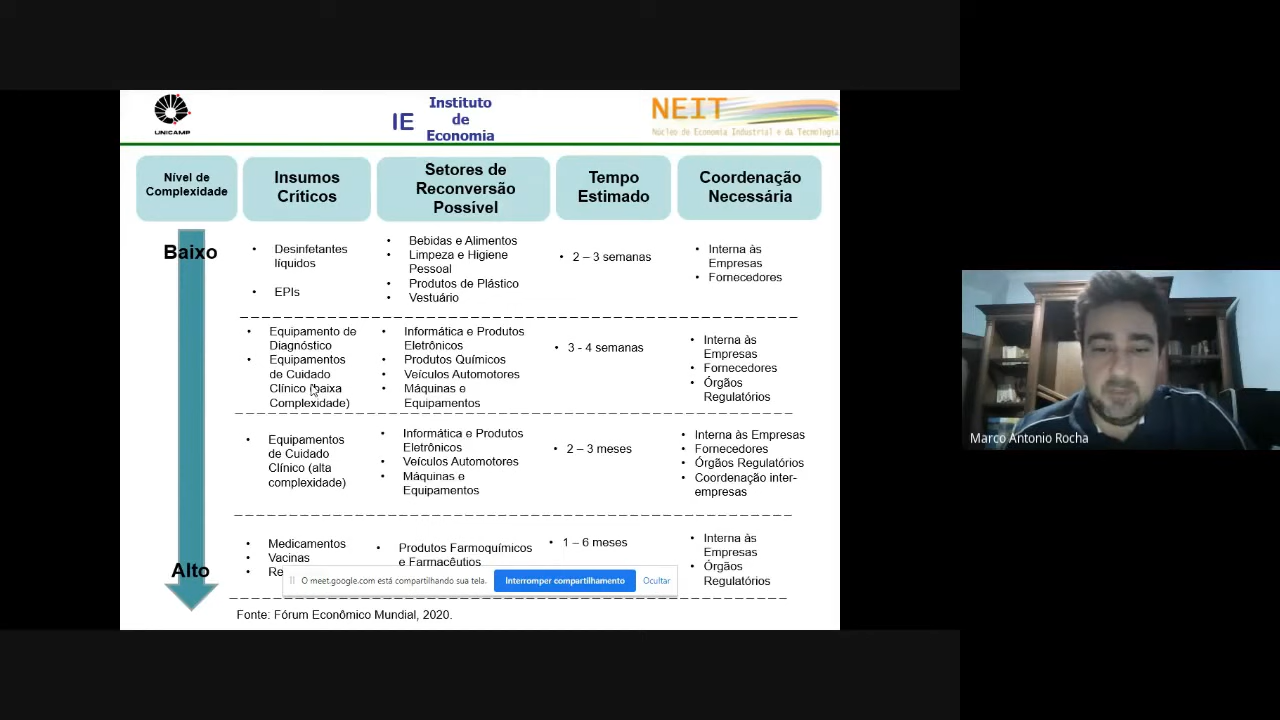 UNICAMP
IE
Instituto
de
Economia
NEIT
Núcleo de Economia Industrial e da Tecnologia
Nível de
Complexidade
Insumos
Críticos
Setores de
Reconversão
Possível
Tempo
Estimado
Coordenação
Necessária
Baixo
• Desinfetantes
líquidos
• EPIs
• Bebidas e Alimentos
• Limpeza e Higiene
Pessoal
• Produtos de Plástico
• Vestuário
• 2 – 3 semanas
• Interna às
Empresas
• Fornecedores
• Equipamento de
Diagnóstico
• Equipamentos
de Cuidado
Clínico (baixa
Complexidade)
• Informática e Produtos
Eletrônicos
• Produtos Químicos
• Veículos Automotores
• Máquinas e
Equipamentos
• 3 - 4 semanas
• Interna às
Empresas
• Fornecedores
• Órgãos
Regulatórios
• Equipamentos
de Cuidado
Clínico (alta
complexidade)
• Informática e Produtos
Eletrônicos
• Veículos Automotores
• Máquinas e
Equipamentos
• 2 – 3 meses
• Interna às Empresas
• Fornecedores
• Órgãos Regulatórios
• Coordenação inter-
empresas
Alto
• Medicamentos
• Vacinas
• Re
• Produtos Farmoquímicos
e Farmacêutios
• 1 – 6 meses
• Interna às
Empresas
• Órgãos
Regulatórios
O meet.google.com está compartilhando sua tela.
Interromper compartilhamento
Ocultar
Fonte: Fórum Econômico Mundial, 2020.
Marco Antonio Rocha